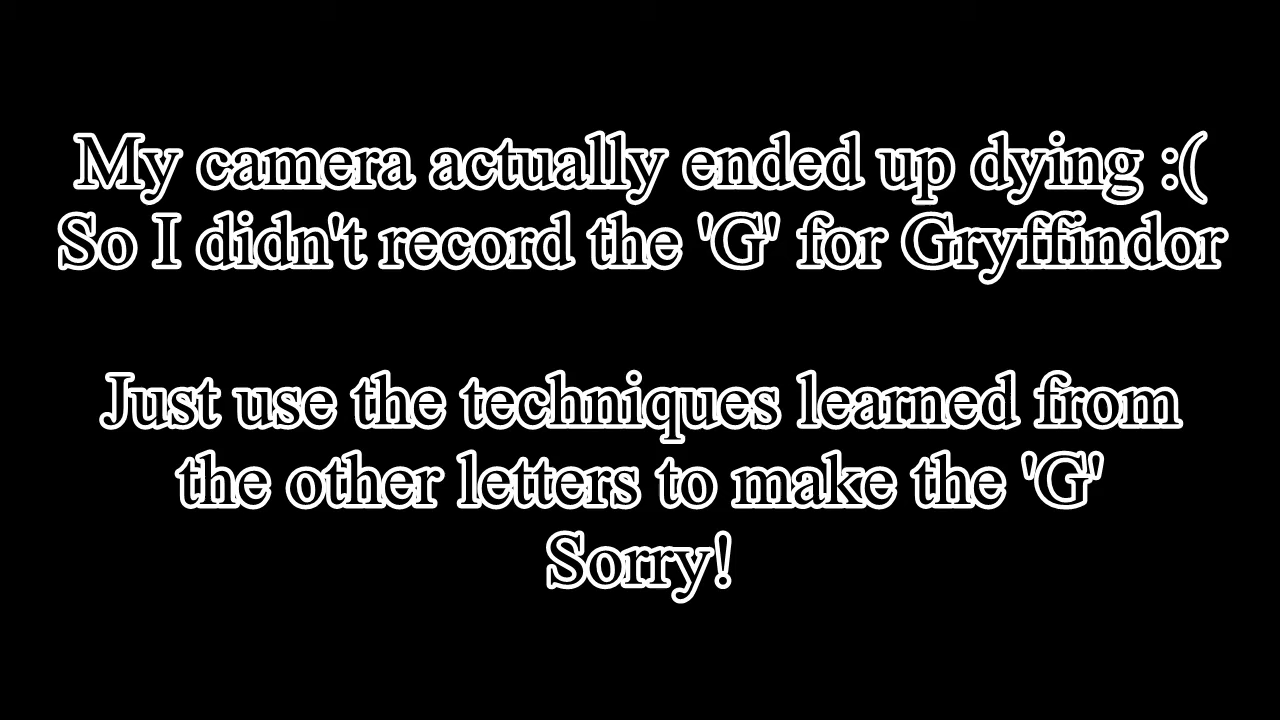 My camera actually ended up dying :(
So I didn't record the 'G' for Gryffindor
Just use the techniques learned from
the other letters to make the 'G'
Sorry!